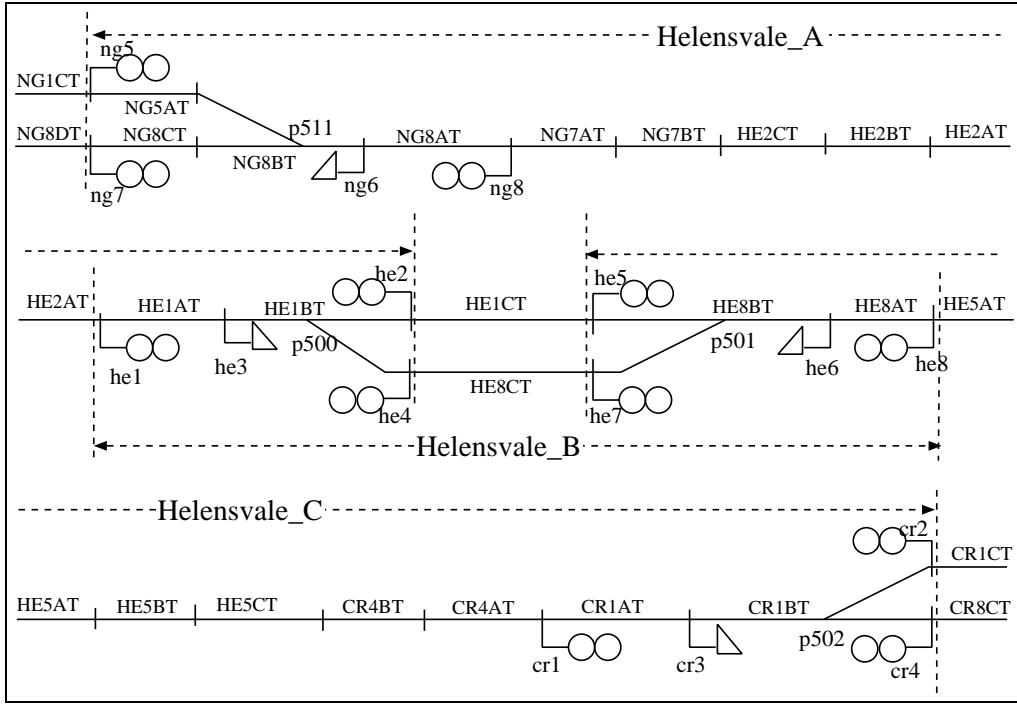 Helensvale_A
ng5
NG1CT
NG5AT
p511
NG8DT NG8CT NG8BT NG8AT NG7AT NG7BT HE2CT HE2BT HE2AT
ng7 ng6 ng8
he2 he5
HE2AT HE1AT HE1BT HE1CT HE8BT HE8AT HE5AT
he1 he3 p500 HE8CT p501 he6 he8
he4 he7
Helensvale_B
Helensvale_C
cr2
CR1CT
HE5AT HE5BT HE5CT CR4BT CR4AT CR1AT CR1BT CR8CT
p502
cr1 cr3 cr4